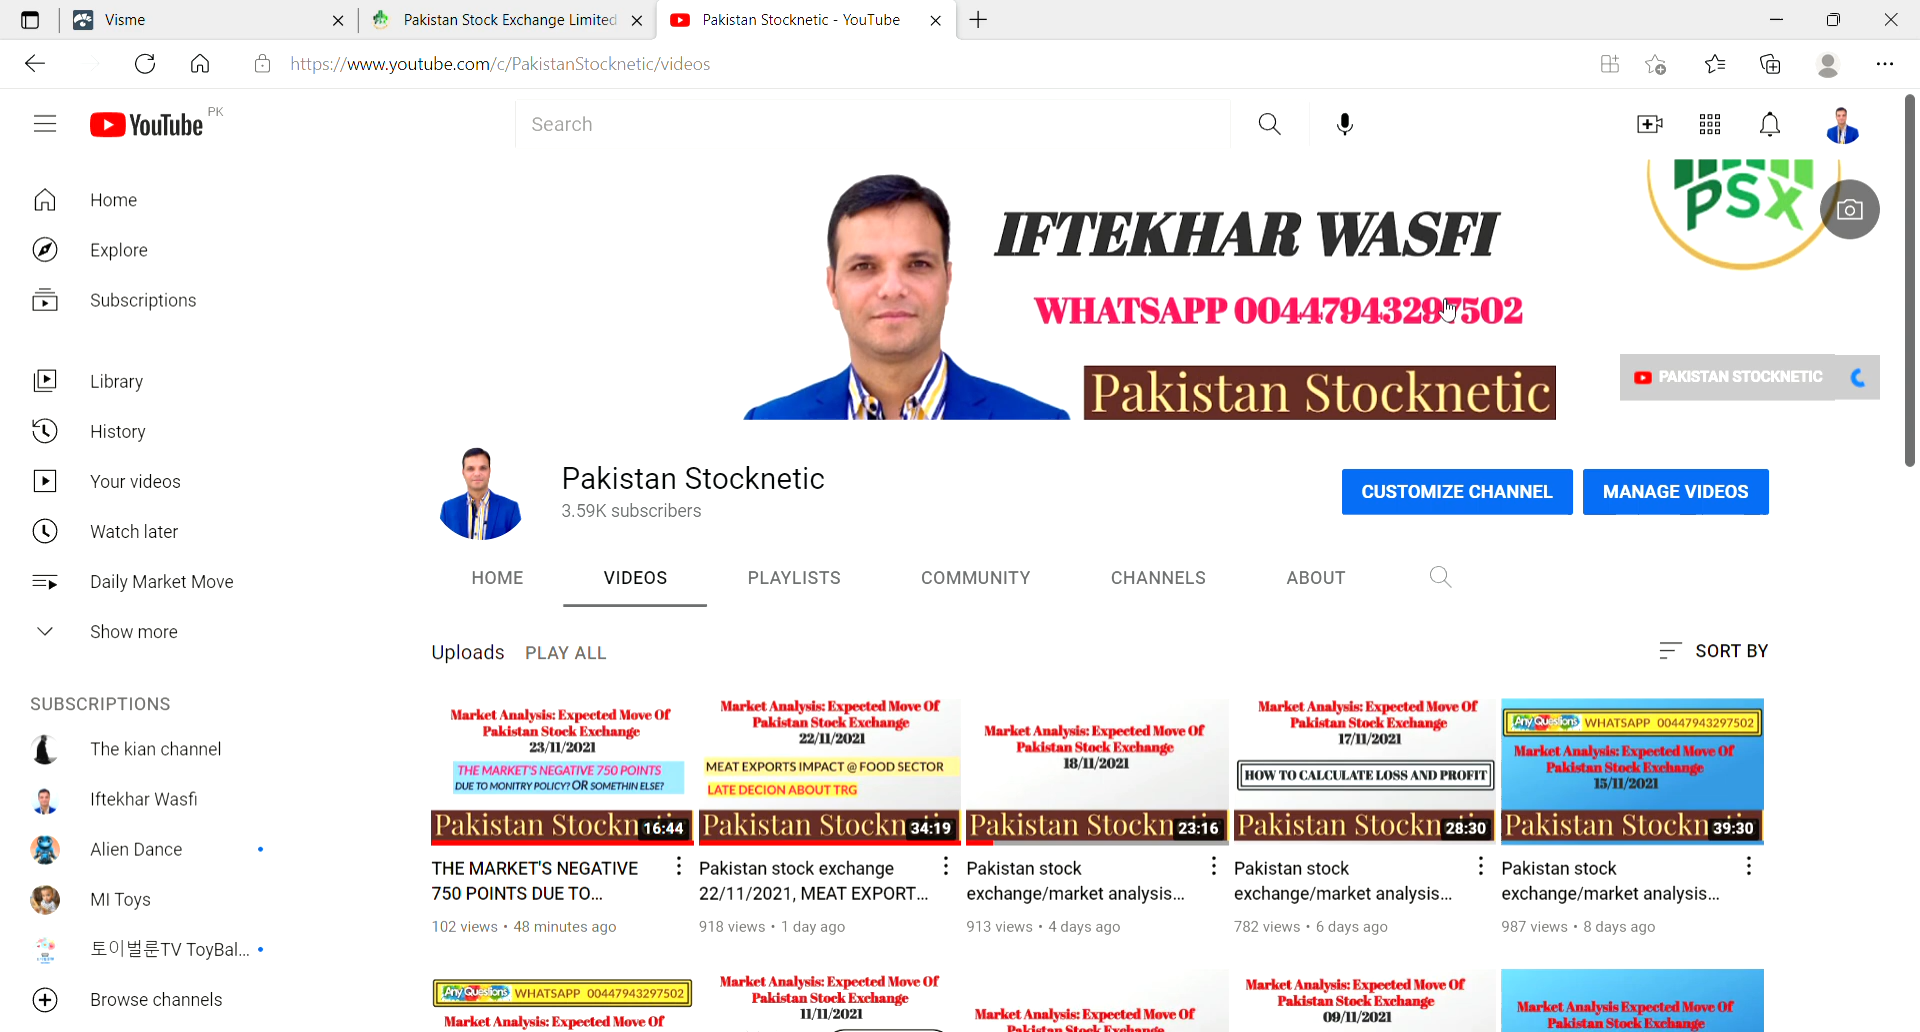 Visme
Pakistan Stock Exchange Limited
Pakistan Stocknetic - YouTube
https://www.youtube.com/c/PakistanStocknetic/videos
YouTube PK
Search
PSX
IFTEKHAR WASFI
WHATSAPP 00447943297502
Pakistan Stocknetic
PAKISTAN STOCKNETIC
Home
Explore
Subscriptions
Library
History
Your videos
Watch later
Daily Market Move
Show more
SUBSCRIPTIONS
The kian channel
Iftekhar Wasfi
Alien Dance
MI Toys
토이벌룬TV ToyBal...
Browse channels
Pakistan Stocknetic
3.59K subscribers
CUSTOMIZE CHANNEL
MANAGE VIDEOS
HOME VIDEOS PLAYLISTS COMMUNITY CHANNELS ABOUT
Uploads PLAY ALL
SORT BY
Market Analysis: Expected Move Of
Pakistan Stock Exchange
23/11/2021
THE MARKET'S NEGATIVE 750 POINTS
DUE TO MONITRY POLICY? OR SOMETHIN ELSE?
Pakistan Stockn
16:44
THE MARKET'S NEGATIVE
750 POINTS DUE TO...
102 views • 48 minutes ago
Market Analysis: Expected Move Of
Pakistan Stock Exchange
22/11/2021
MEAT EXPORTS IMPACT @ FOOD SECTOR
LATE DECION ABOUT TRG
Pakistan Stockn
34:19
Pakistan stock exchange
22/11/2021, MEAT EXPORT...
918 views • 1 day ago
Market Analysis: Expected Move Of
Pakistan Stock Exchange
18/11/2021
Pakistan Stockn
23:16
Pakistan stock
exchange/market analysis...
913 views • 4 days ago
Market Analysis: Expected Move Of
Pakistan Stock Exchange
17/11/2021
HOW TO CALCULATE LOSS AND PROFIT
Pakistan Stockn
28:30
Pakistan stock
exchange/market analysis...
782 views • 6 days ago
Any Questions WHATSAPP 00447943297502
Market Analysis: Expected Move Of
Pakistan Stock Exchange
15/11/2021
Pakistan Stockn
39:30
Pakistan stock
exchange/market analysis...
987 views • 8 days ago
Any Questions WHATSAPP 00447943297502
Market Analysis: Expected Move Of
Market Analysis: Expected Move Of
Pakistan Stock Exchange
11/11/2021
Market Analysis: Expected Move Of
Pakistan Stock Exchange
Market Analysis: Expected Move Of
Pakistan Stock Exchange
09/11/2021
Market Analysis Expected Move Of
Pakistan Stock Exchange